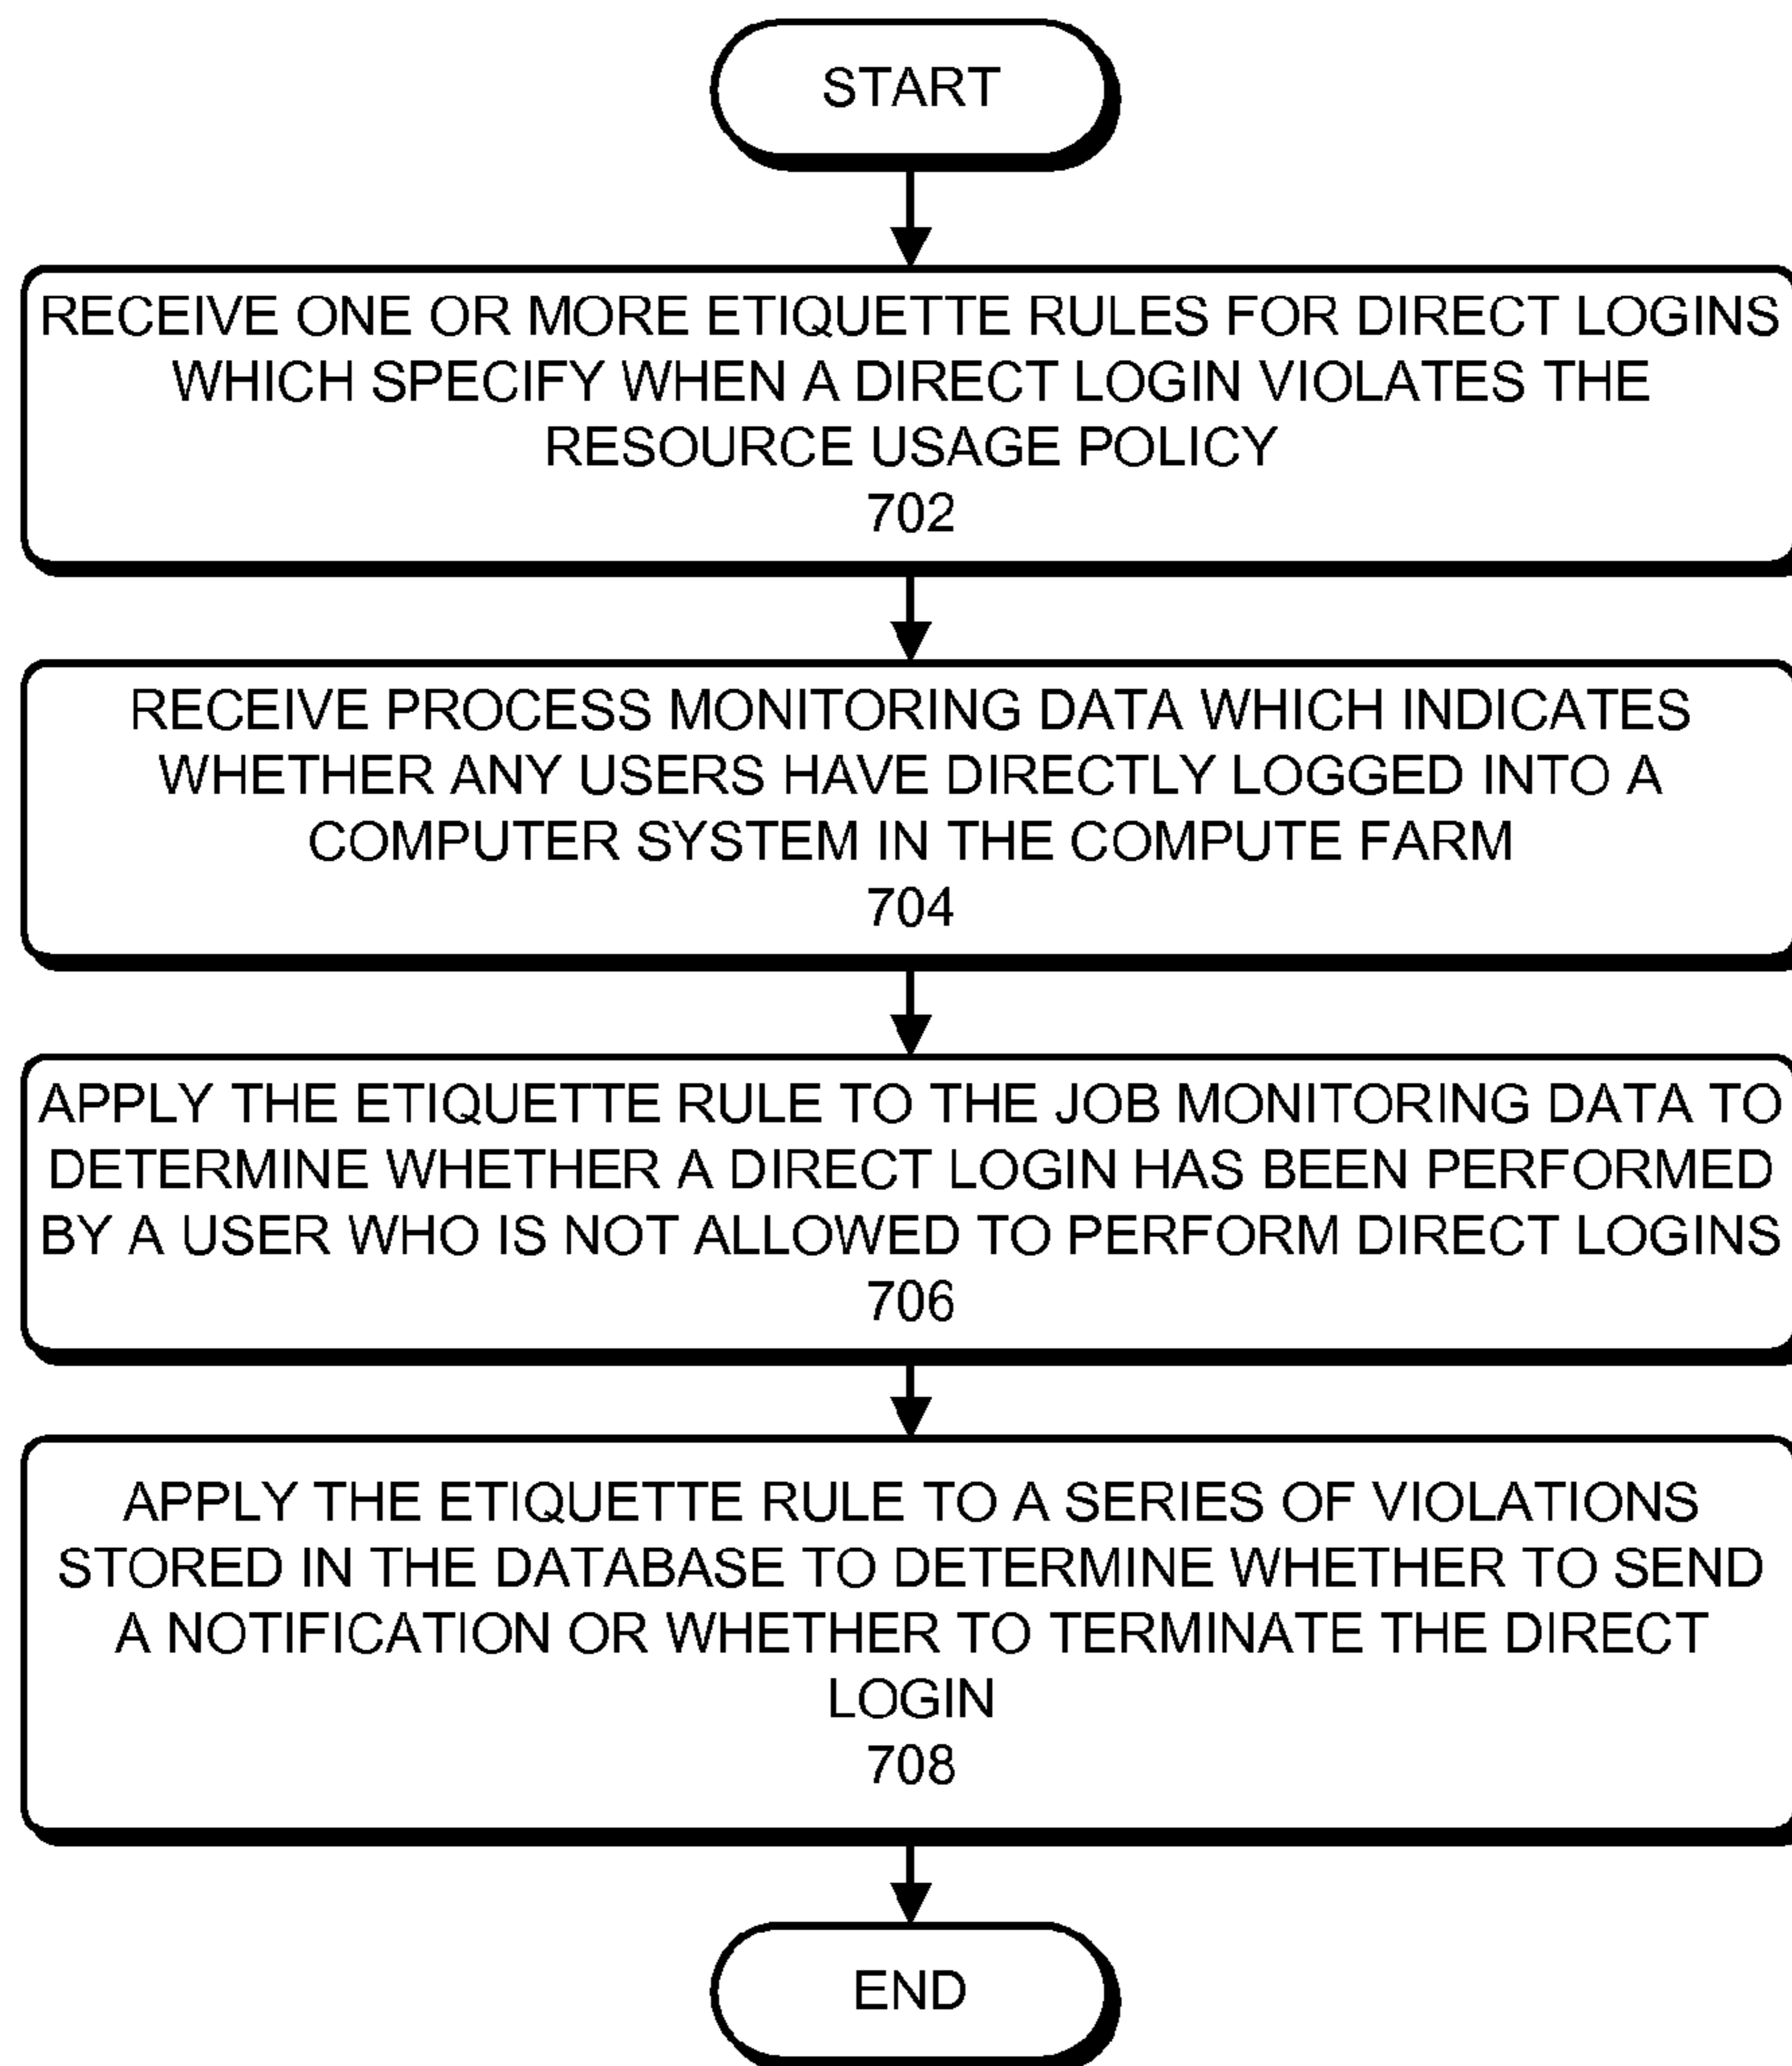 START
RECEIVE ONE OR MORE ETIQUETTE RULES FOR DIRECT LOGINS
WHICH SPECIFY WHEN A DIRECT LOGIN VIOLATES THE
RESOURCE USAGE POLICY
702
RECEIVE PROCESS MONITORING DATA WHICH INDICATES
WHETHER ANY USERS HAVE DIRECTLY LOGGED INTO A
COMPUTER SYSTEM IN THE COMPUTE FARM
704
APPLY THE ETIQUETTE RULE TO THE JOB MONITORING DATA TO
DETERMINE WHETHER A DIRECT LOGIN HAS BEEN PERFORMED
BY A USER WHO IS NOT ALLOWED TO PERFORM DIRECT LOGINS
706
APPLY THE ETIQUETTE RULE TO A SERIES OF VIOLATIONS
STORED IN THE DATABASE TO DETERMINE WHETHER TO SEND
A NOTIFICATION OR WHETHER TO TERMINATE THE DIRECT
LOGIN
708
END